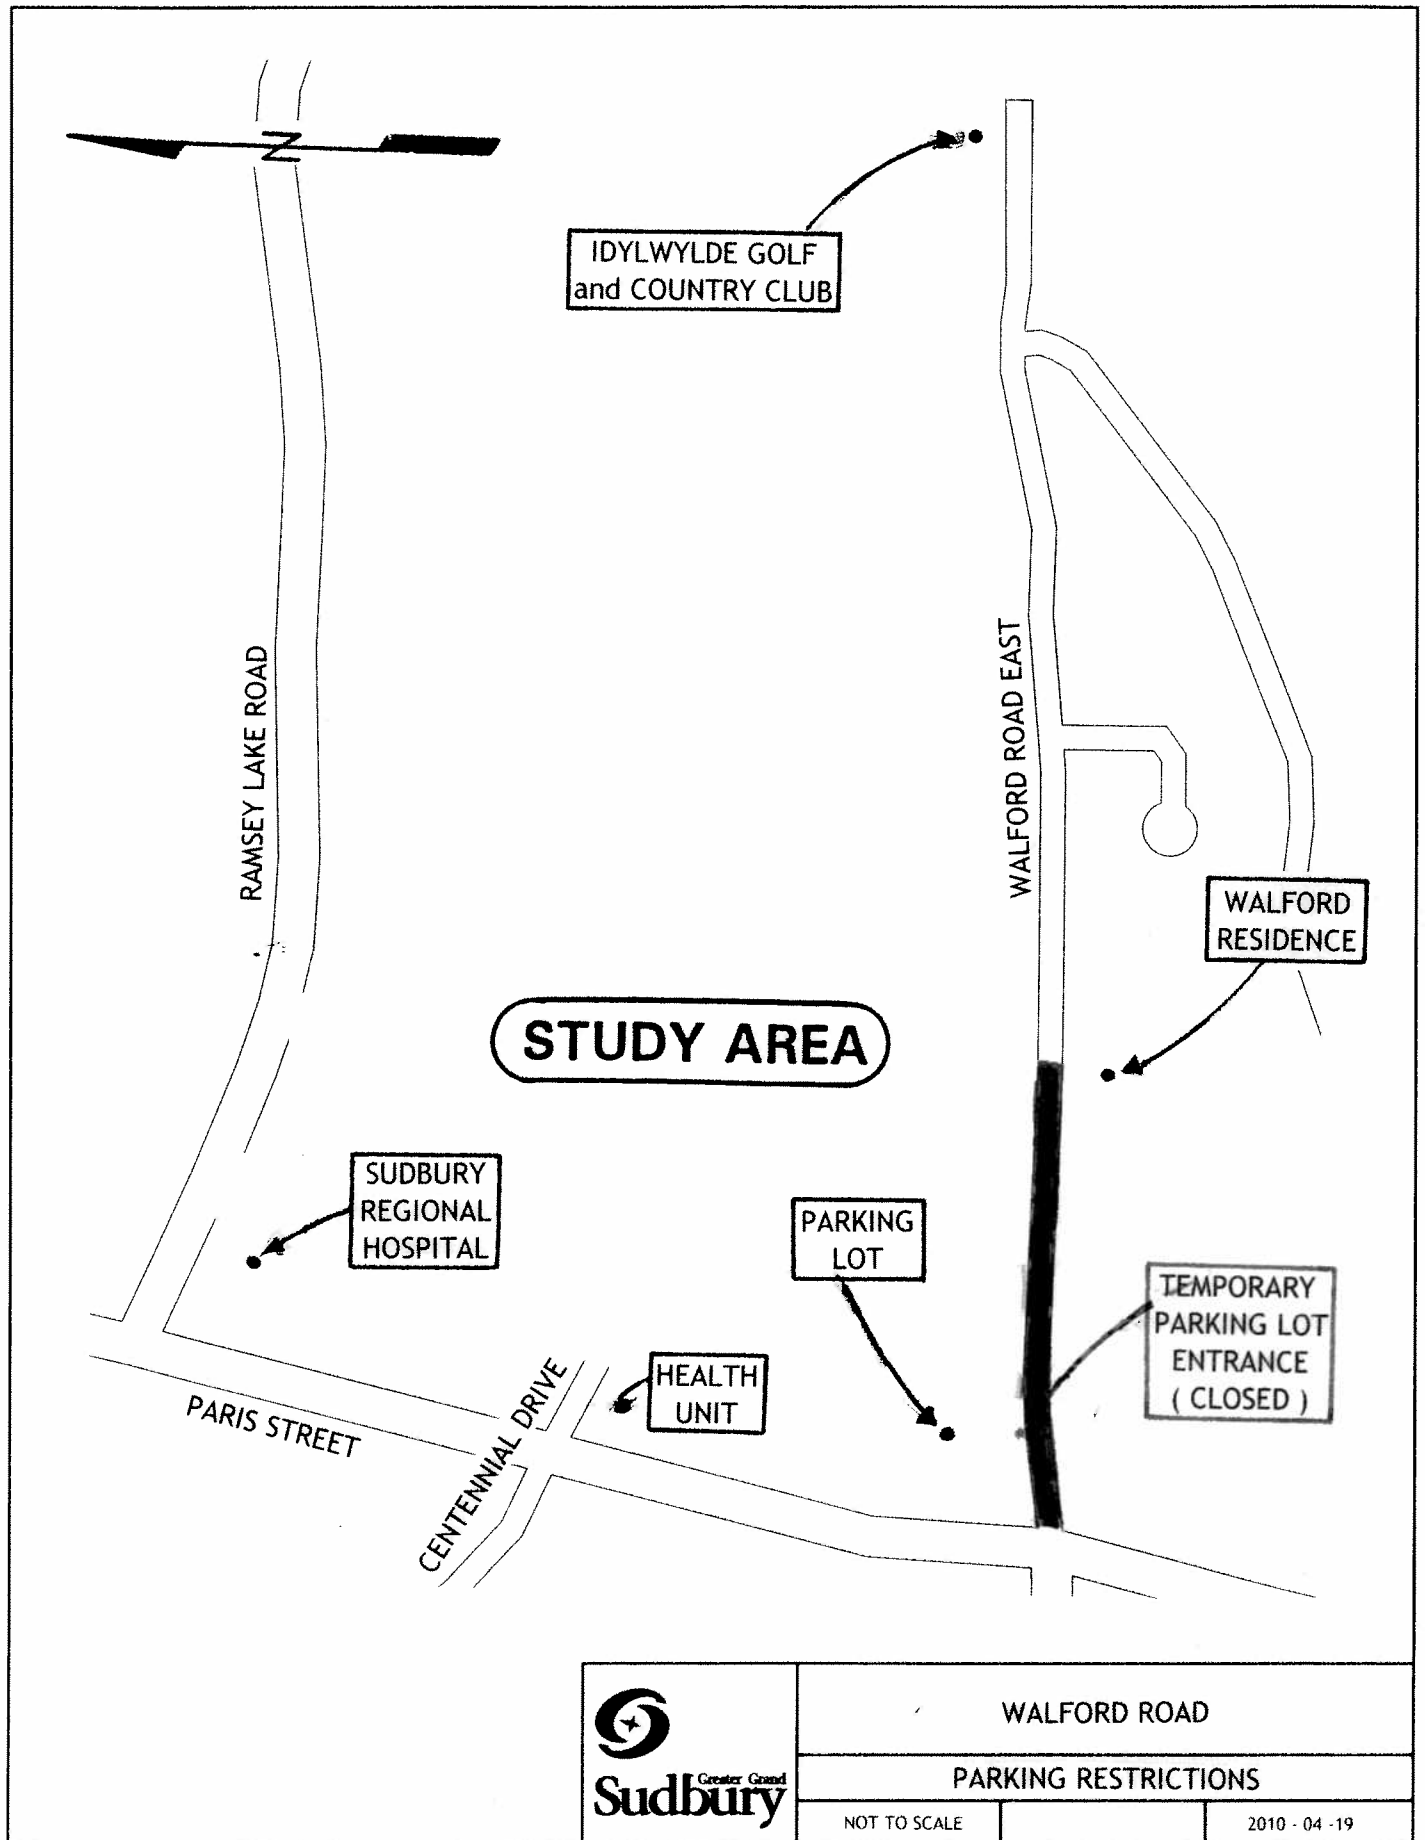 N
IDYLWYLDE GOLF
and COUNTRY CLUB
RAMSEY LAKE ROAD
WALFORD ROAD EAST
WALFORD
RESIDENCE
STUDY AREA
SUDBURY
REGIONAL
HOSPITAL
PARKING
LOT
TEMPORARY
PARKING LOT
ENTRANCE
( CLOSED )
HEALTH
UNIT
PARIS STREET
CENTENNIAL DRIVE
Greater Grand
Sudbury
WALFORD ROAD
PARKING RESTRICTIONS
NOT TO SCALE
2010 - 04 -19